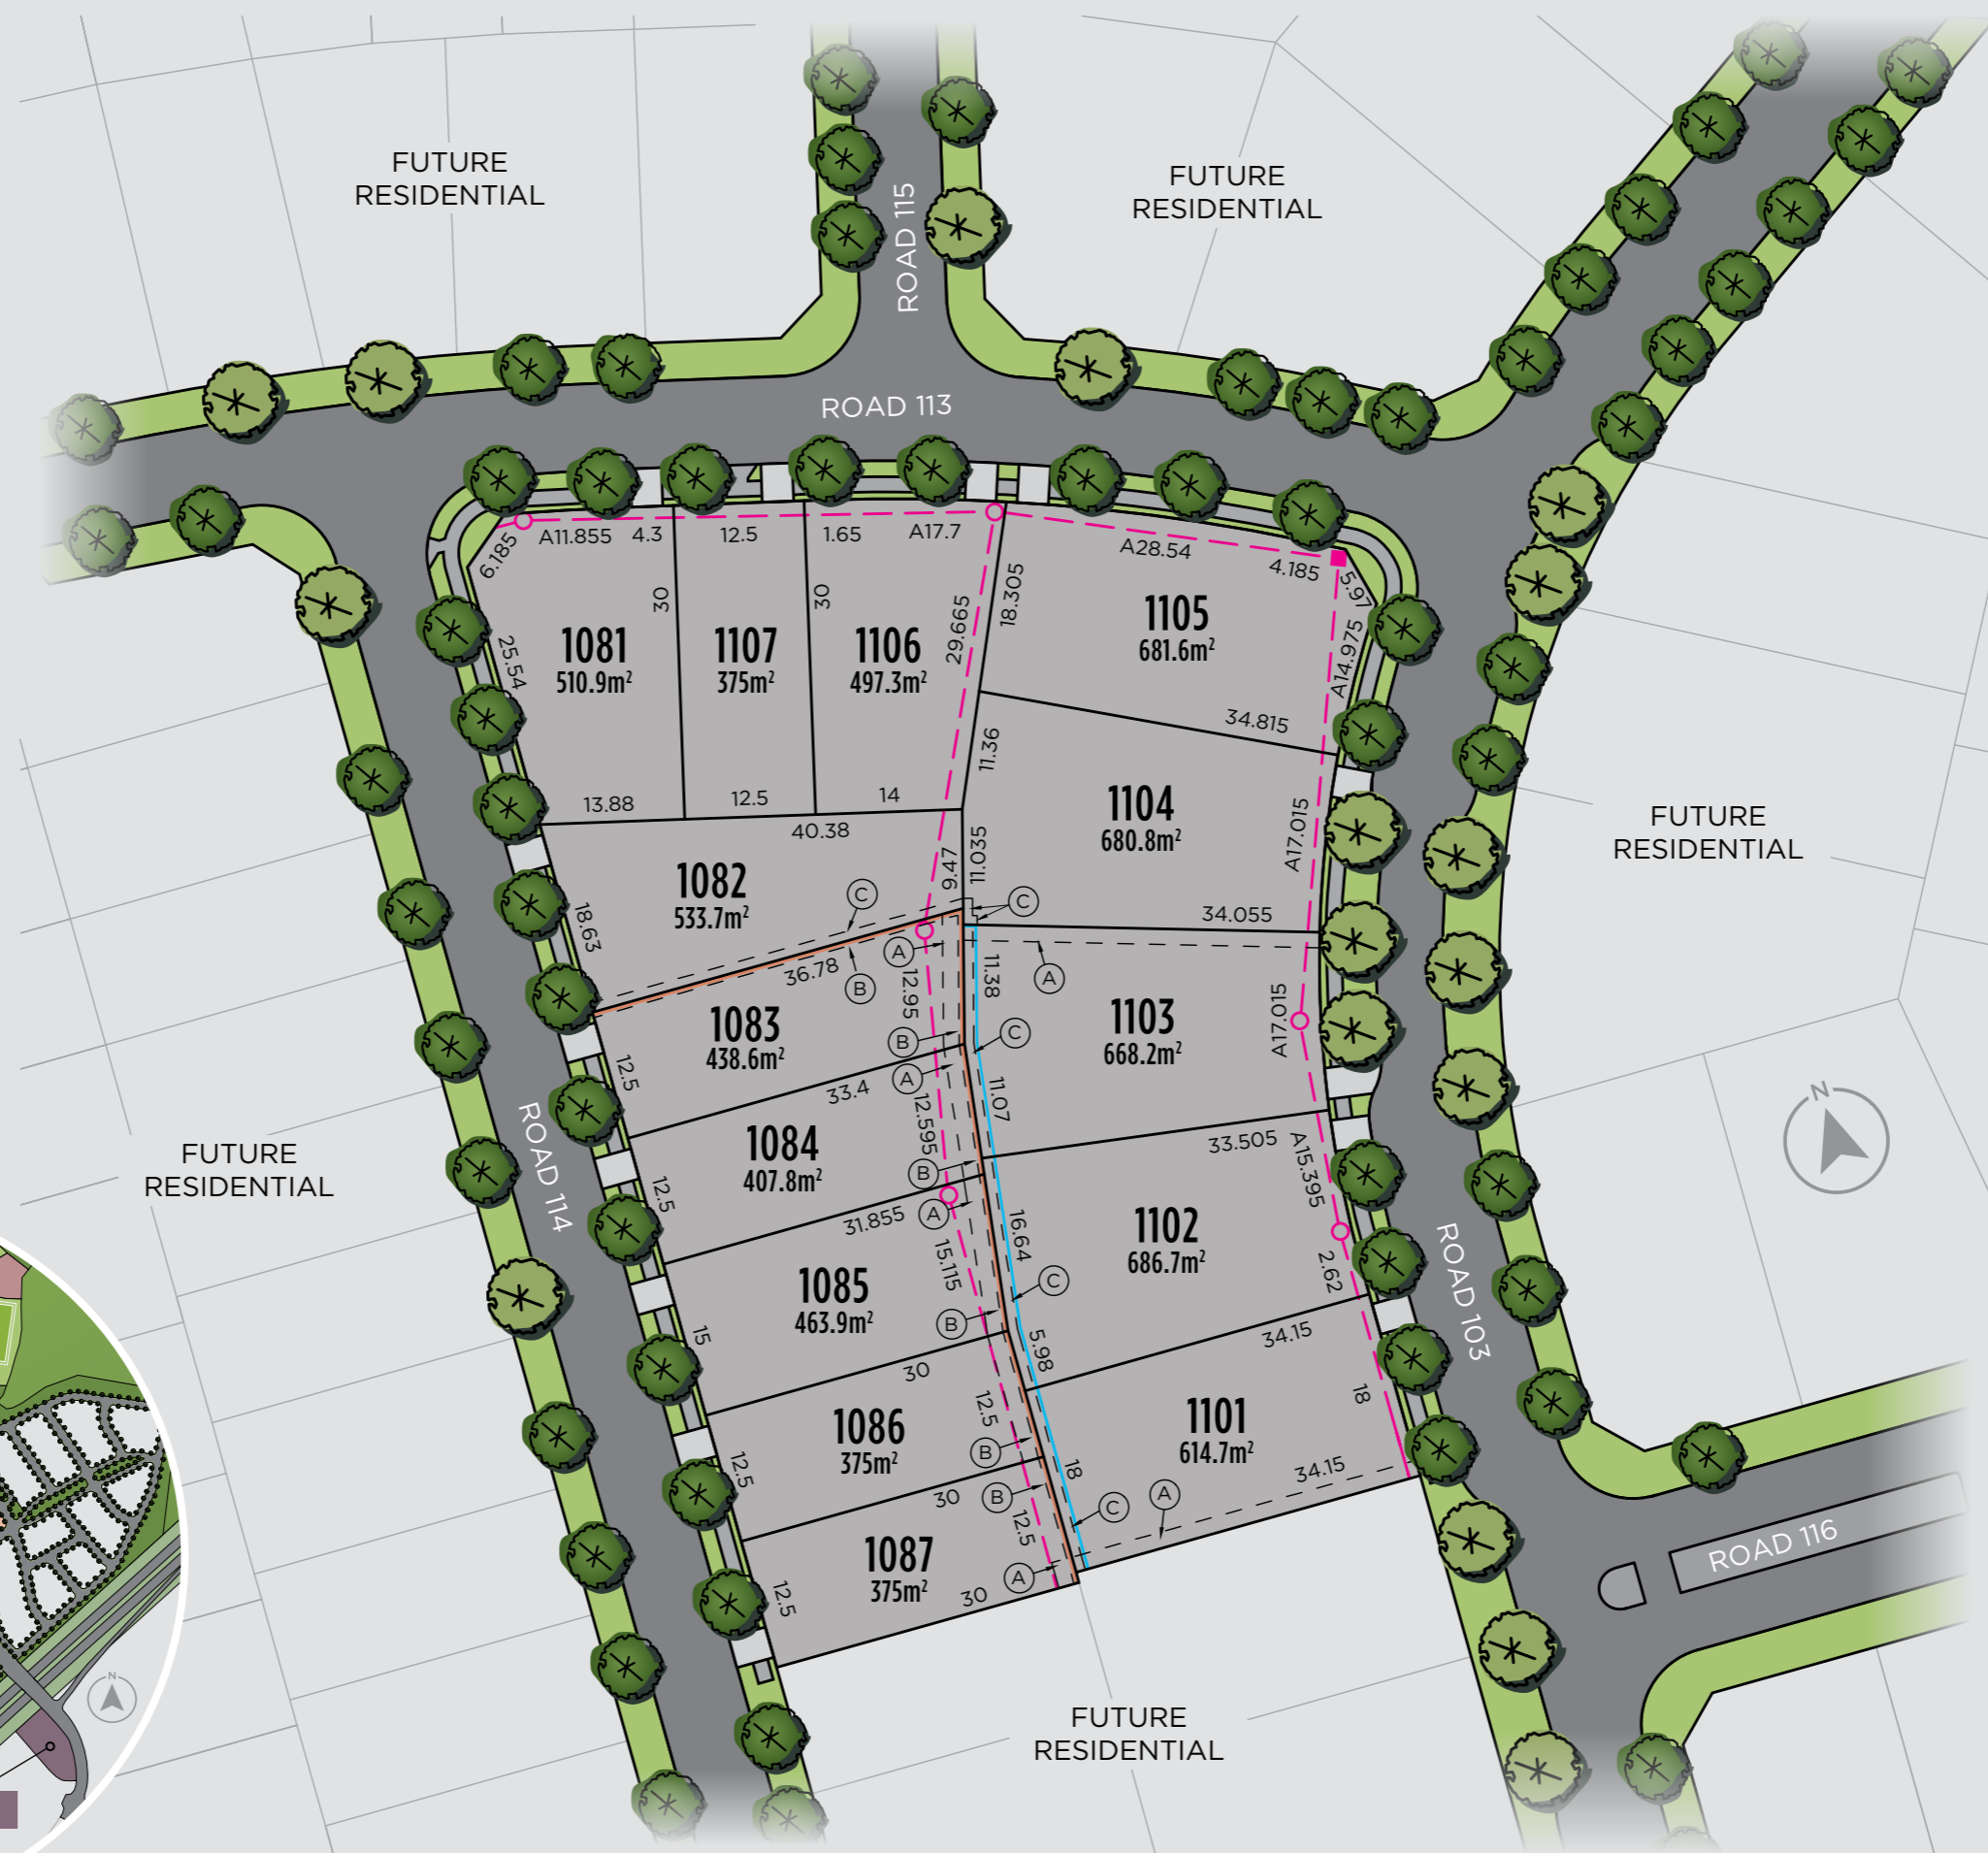 FUTURE
RESIDENTIAL
FUTURE
RESIDENTIAL
ROAD 115
ROAD 113
6.185
A11.855
4.3
12.5
1.65
A17.7
A28.54
4.185
5.97
25.54
30
30
29.665
18.305
A14.975
1081
510.9m²
1107
375m²
1106
497.3m²
1105
681.6m²
34.815
11.36
13.88
12.5
14
40.38
1104
680.8m²
A17.015
9.47
11.035
1082
533.7m²
18.63
C
C
34.055
FUTURE
RESIDENTIAL
36.78
A
B
12.95
11.38
A
1083
438.6m²
1103
668.2m²
A17.015
B
C
12.5
33.4
A
11.07
12.595
N
ROAD 114
1084
407.8m²
33.505
A15.395
B
FUTURE
RESIDENTIAL
12.5
31.855
A
16.64
1102
686.7m²
2.62
ROAD 103
15.115
1085
463.9m²
C
B
15
5.98
34.15
30
12.5
18
1086
375m²
1101
614.7m²
B
12.5
18
34.15
30
B
12.5
C
A
1087
375m²
A
12.5
30
ROAD 116
N
FUTURE
RESIDENTIAL